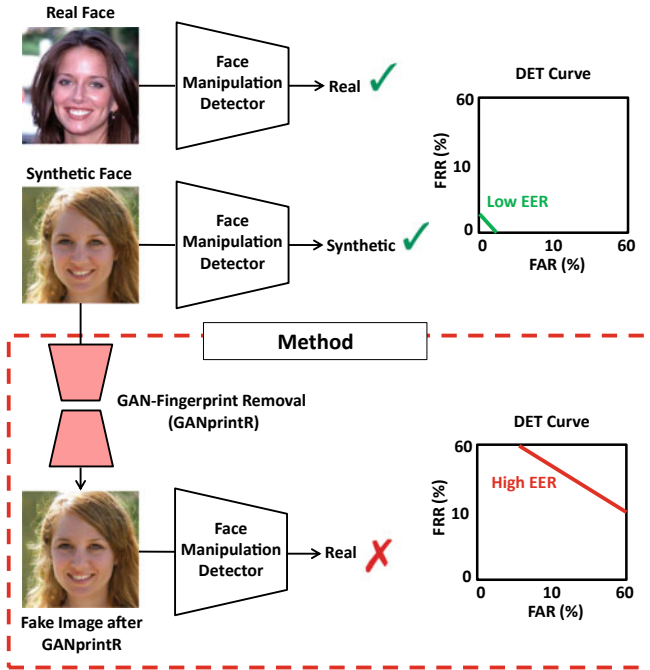 Real Face
Face
Manipulation
Detector
Real
DET Curve
60
10
0
FRR (%)
Low EER
0 10 60
FAR (%)
Synthetic Face
Face
Manipulation
Detector
Synthetic
Method
GAN-Fingerprint Removal
(GANprintR)
DET Curve
60
10
0
FRR (%)
High EER
0 10 60
FAR (%)
Face
Manipulation
Detector
Real
Fake Image after
GANprintR